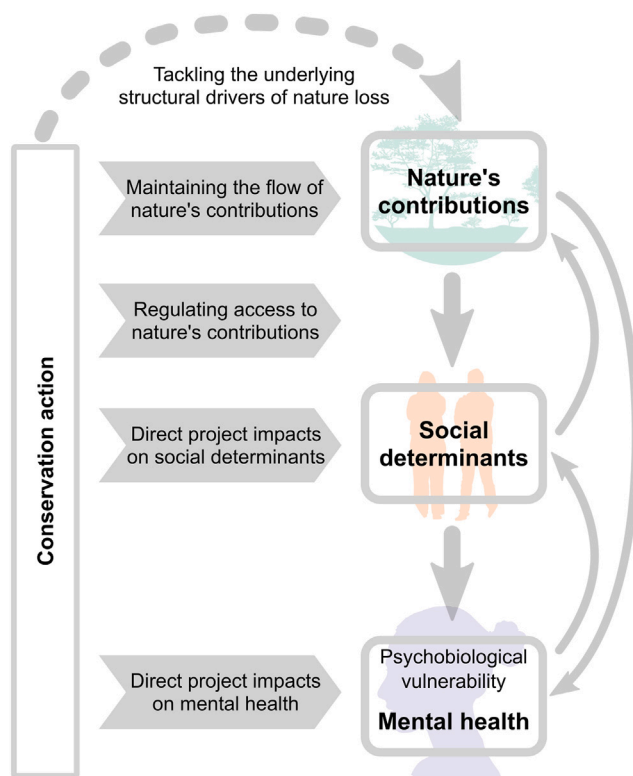 Tackling the underlying
structural drivers of nature loss
Conservation action
Maintaining the flow of
nature's contributions
Nature's
contributions
Regulating access to
nature's contributions
Direct project impacts
on social determinants
Social
determinants
Direct project impacts
on mental health
Psychobiological
vulnerability
Mental health